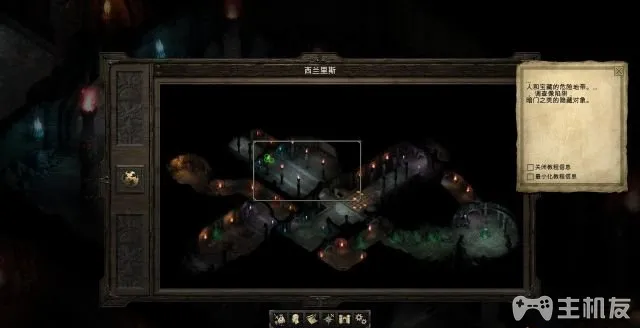 西兰里斯
人和宝藏的危险地带。..
调查像陷阱
暗门之类的隐藏对象。
关闭教程信息
最小化教程信息
主机友